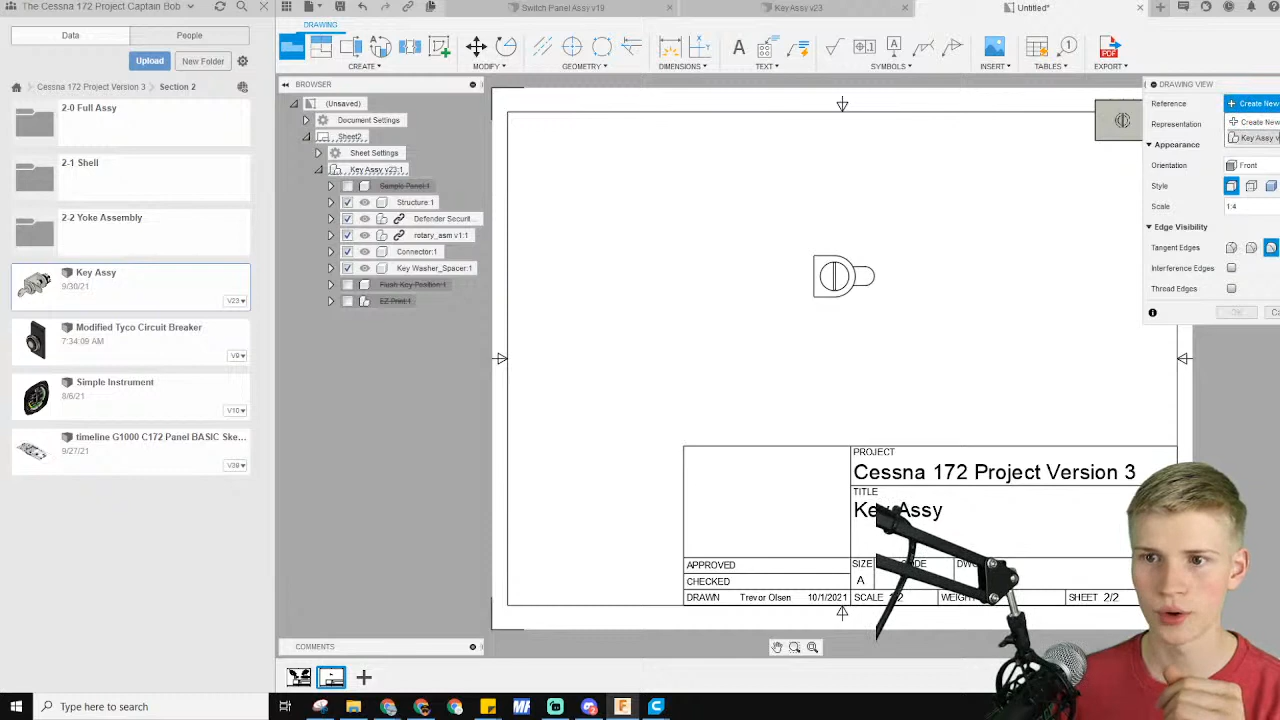 The Cessna 172 Project Captain Bob
Switch Panel Assy v19
Key Assy v23
Untitled*
Data
People
DRAWING
Upload
New Folder
CREATE
MODIFY
GEOMETRY
DIMENSIONS
TEXT
SYMBOLS
INSERT
TABLES
EXPORT
Cessna 172 Project Version 3
Section 2
BROWSER
DRAWING VIEW
2-0 Full Assy
2-1 Shell
2-2 Yoke Assembly
Key Assy
9/30/21
V23
Modified Tyco Circuit Breaker
7:34:09 AM
V9
Simple Instrument
8/6/21
V10
timeline G1000 C172 Panel BASIC Ske...
9/27/21
V39
(Unsaved)
Document Settings
Sheet2
Sheet Settings
Key Assy v23:1
Sample Panel:1
Structure:1
Defender Securit...
rotary_asm v1:1
Connector:1
Key Washer_Spacer:1
Flush Key Position:1
EZ Print:1
Reference
Create New
Representation
Create New
Key Assy v
Appearance
Orientation
Front
Style
Scale
1:4
Edge Visibility
Tangent Edges
Interference Edges
Thread Edges
OK
PROJECT
Cessna 172 Project Version 3
TITLE
Key Assy
APPROVED
CHECKED
DRAWN Trevor Olsen 10/1/2021
SIZE
A
SCALE
SHEET 2/2
COMMENTS
PDF
Type here to search